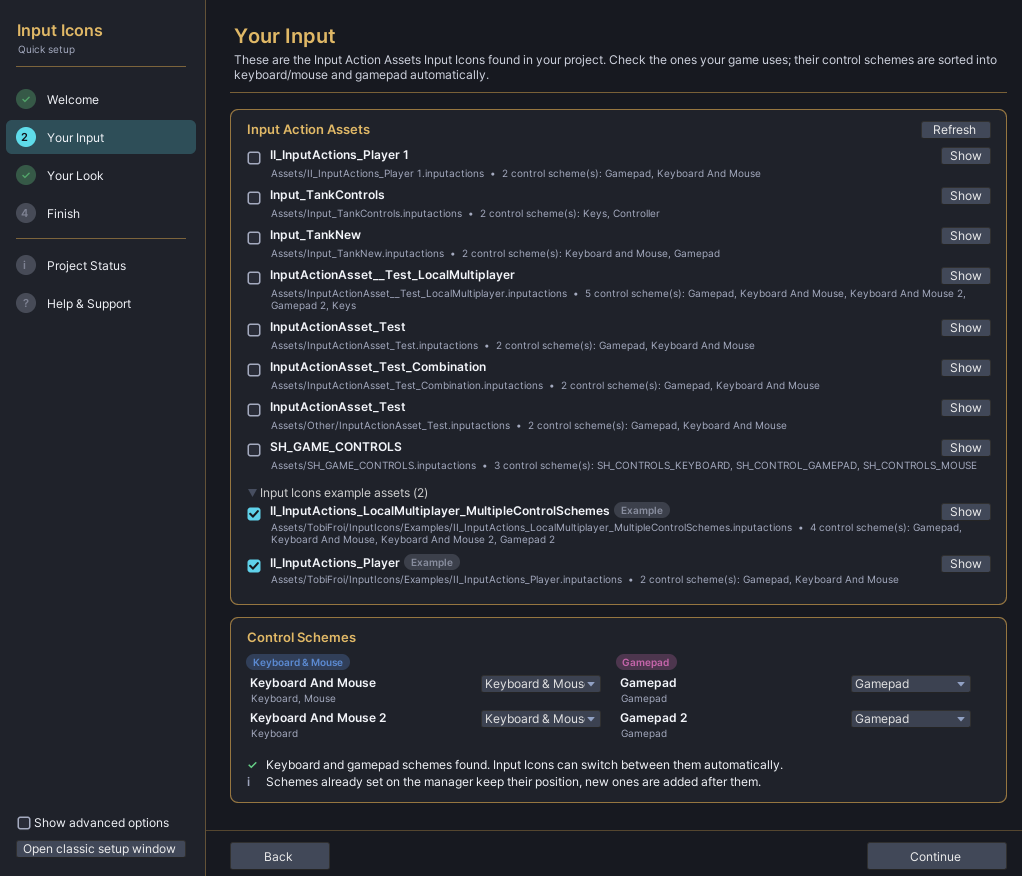 Input Icons
Quick setup
Welcome
2 Your Input
Your Look
4 Finish
i Project Status
? Help & Support
Show advanced options
Open classic setup window
Your Input
These are the Input Action Assets Input Icons found in your project. Check the ones your game uses; their control schemes are sorted into
keyboard/mouse and gamepad automatically.
Input Action Assets Refresh
II_InputActions_Player 1 Show
Assets/II_InputActions_Player 1.inputactions • 2 control scheme(s): Gamepad, Keyboard And Mouse
Input_TankControls Show
Assets/Input_TankControls.inputactions • 2 control scheme(s): Keys, Controller
Input_TankNew Show
Assets/Input_TankNew.inputactions • 2 control scheme(s): Keyboard and Mouse, Gamepad
InputActionAsset__Test_LocalMultiplayer Show
Assets/InputActionAsset__Test_LocalMultiplayer.inputactions • 5 control scheme(s): Gamepad, Keyboard And Mouse, Keyboard And Mouse 2,
Gamepad 2, Keys
InputActionAsset_Test Show
Assets/InputActionAsset_Test.inputactions • 2 control scheme(s): Gamepad, Keyboard And Mouse
InputActionAsset_Test_Combination Show
Assets/InputActionAsset_Test_Combination.inputactions • 2 control scheme(s): Gamepad, Keyboard And Mouse
InputActionAsset_Test Show
Assets/Other/InputActionAsset_Test.inputactions • 2 control scheme(s): Gamepad, Keyboard And Mouse
SH_GAME_CONTROLS Show
Assets/SH_GAME_CONTROLS.inputactions • 3 control scheme(s): SH_CONTROLS_KEYBOARD, SH_CONTROL_GAMEPAD, SH_CONTROLS_MOUSE
Input Icons example assets (2)
II_InputActions_LocalMultiplayer_MultipleControlSchemes Example Show
Assets/TobiFroi/InputIcons/Examples/II_InputActions_LocalMultiplayer_MultipleControlSchemes.inputactions • 4 control scheme(s): Gamepad,
Keyboard And Mouse, Keyboard And Mouse 2, Gamepad 2
II_InputActions_Player Example Show
Assets/TobiFroi/InputIcons/Examples/II_InputActions_Player.inputactions • 2 control scheme(s): Gamepad, Keyboard And Mouse
Control Schemes
Keyboard & Mouse Gamepad
Keyboard And Mouse Keyboard & Mous Gamepad Gamepad
Keyboard, Mouse Gamepad
Keyboard And Mouse 2 Keyboard & Mous Gamepad 2 Gamepad
Keyboard Gamepad
Keyboard and gamepad schemes found. Input Icons can switch between them automatically.
i Schemes already set on the manager keep their position, new ones are added after them.
Back Continue